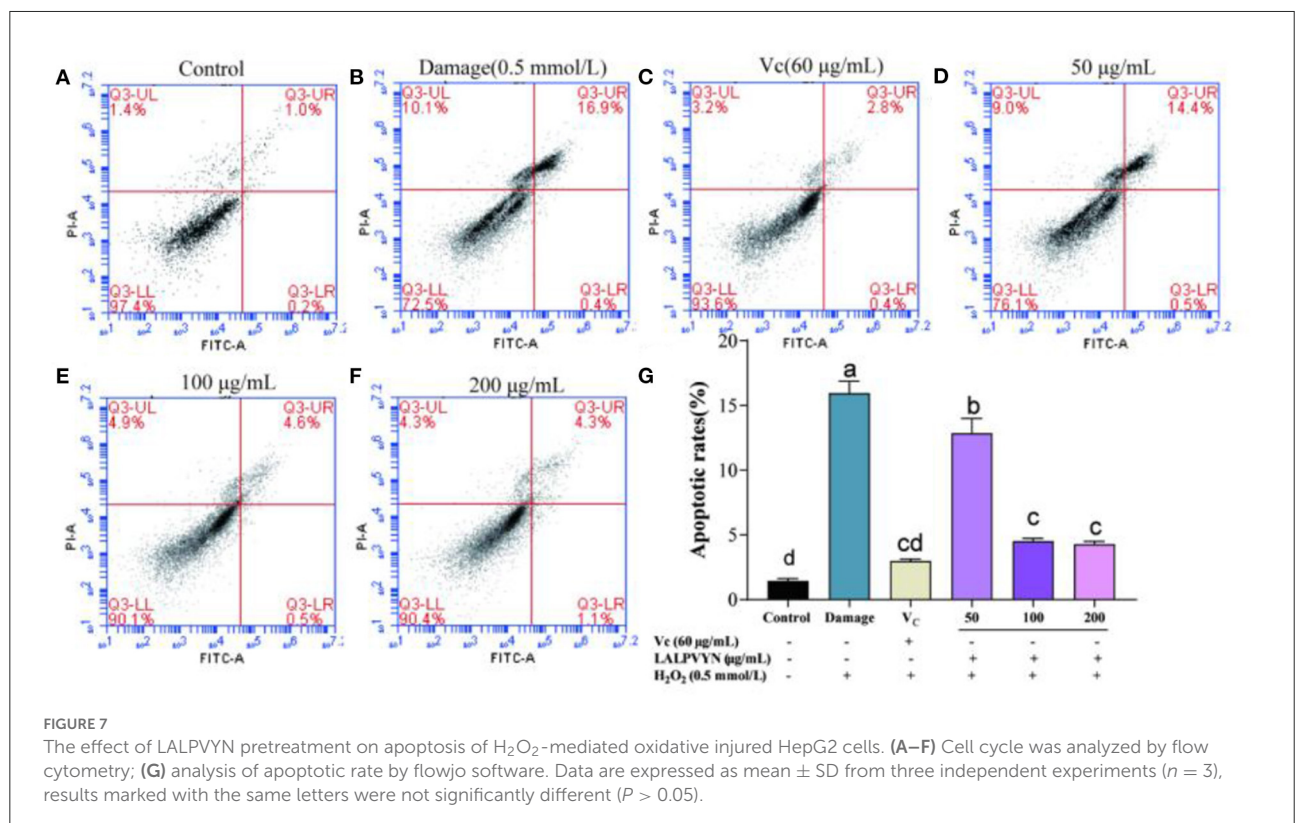 A
Control
Q3-UL
1.4%
Q3-UR
1.0%
Q3-LL
97.4%
Q3-LR
0.2%
PI-A
FITC-A
B
Damage(0.5 mmol/L)
Q3-UL
10.1%
Q3-UR
16.9%
Q3-LL
72.5%
Q3-LR
0.4%
PI-A
FITC-A
C
Vc(60 μg/mL)
Q3-UL
3.2%
Q3-UR
2.8%
Q3-LL
93.6%
Q3-LR
0.4%
PI-A
FITC-A
D
50 μg/mL
Q3-UL
9.0%
Q3-UR
14.4%
Q3-LL
76.1%
Q3-LR
0.5%
PI-A
FITC-A
E
100 μg/mL
Q3-UL
4.9%
Q3-UR
4.6%
Q3-LL
90.1%
Q3-LR
0.5%
PI-A
FITC-A
F
200 μg/mL
Q3-UL
4.3%
Q3-UR
4.3%
Q3-LL
90.4%
Q3-LR
1.1%
PI-A
FITC-A
G
Apoptotic rates(%)
20
15
10
5
0
d a cd b c c
Control Damage Vc 50 100 200
Vc (60 μg/mL) - - + - - -
LALPVYN (μg/mL) - - - + + +
H₂O₂ (0.5 mmol/L) - + + + + +
FIGURE 7
The effect of LALPVYN pretreatment on apoptosis of H₂O₂-mediated oxidative injured HepG2 cells. (A–F) Cell cycle was analyzed by flow
cytometry; (G) analysis of apoptotic rate by flowjo software. Data are expressed as mean ± SD from three independent experiments (n = 3),
results marked with the same letters were not significantly different (P > 0.05).